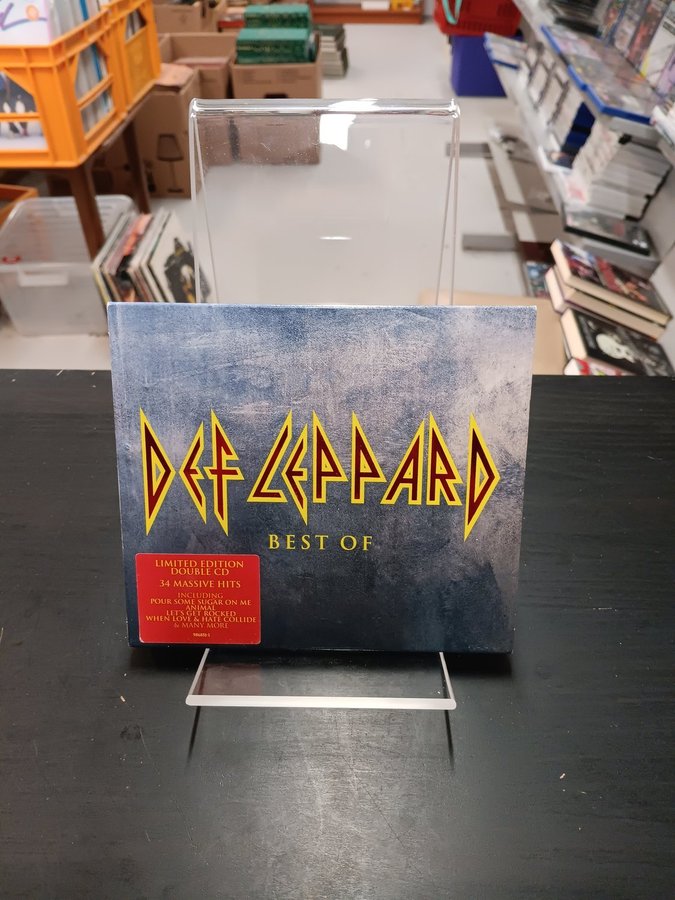 DEF LEPPARD
BEST OF
LIMITED EDITION
DOUBLE CD
34 MASSIVE HITS
INCLUDING
POUR SOME SUGAR ON ME
ANIMAL
LET'S GET ROCKED
WHEN LOVE & HATE COLLIDE
& MANY MORE